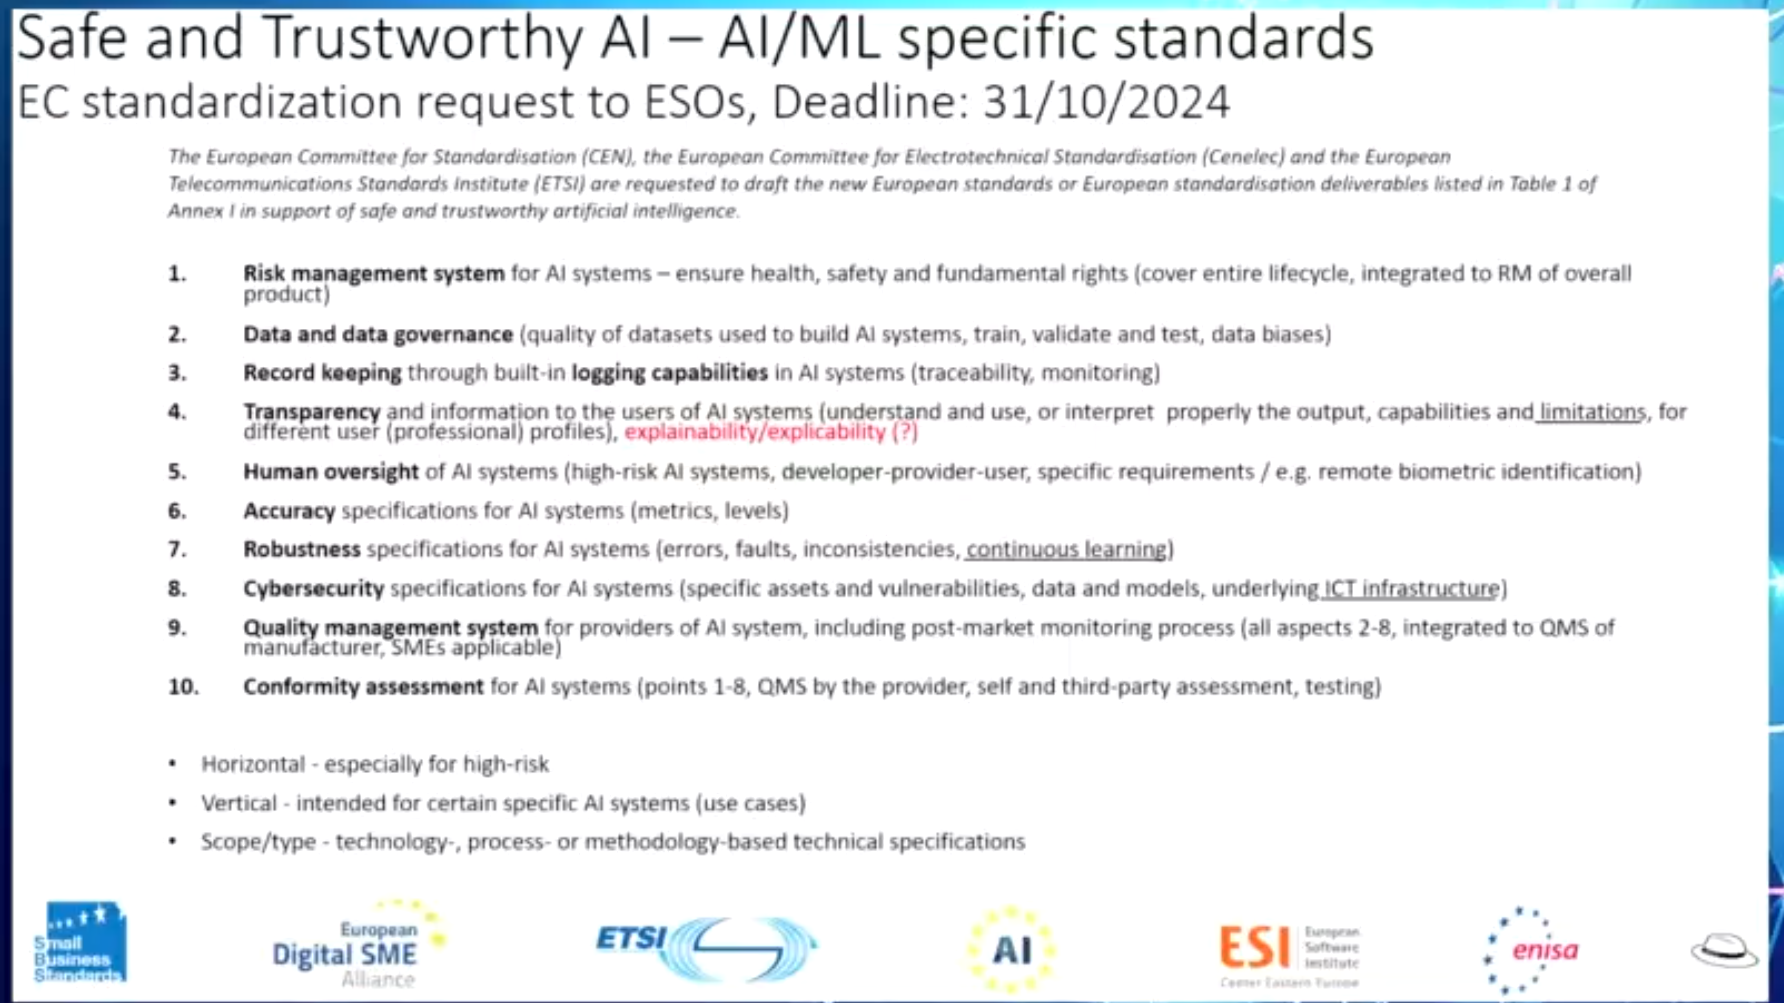 Safe and Trustworthy AI – AI/ML specific standards
EC standardization request to ESOs, Deadline: 31/10/2024
The European Committee for Standardisation (CEN), the European Committee for Electrotechnical Standardisation (Cenelec) and the European
Telecommunications Standards Institute (ETSI) are requested to draft the new European standards or European standardisation deliverables listed in Table 1 of
Annex I in support of safe and trustworthy artificial intelligence.
1. Risk management system for AI systems – ensure health, safety and fundamental rights (cover entire lifecycle, integrated to RM of overall
product)
2. Data and data governance (quality of datasets used to build AI systems, train, validate and test, data biases)
3. Record keeping through built-in logging capabilities in AI systems (traceability, monitoring)
4. Transparency and information to the users of AI systems (understand and use, or interpret properly the output, capabilities and limitations, for
different user (professional) profiles), explainability/explicability (?)
5. Human oversight of AI systems (high-risk AI systems, developer-provider-user, specific requirements / e.g. remote biometric identification)
6. Accuracy specifications for AI systems (metrics, levels)
7. Robustness specifications for AI systems (errors, faults, inconsistencies, continuous learning)
8. Cybersecurity specifications for AI systems (specific assets and vulnerabilities, data and models, underlying ICT infrastructure)
9. Quality management system for providers of AI system, including post-market monitoring process (all aspects 2-8, integrated to QMS of
manufacturer, SMEs applicable)
10. Conformity assessment for AI systems (points 1-8, QMS by the provider, self and third-party assessment, testing)
• Horizontal - especially for high-risk
• Vertical - intended for certain specific AI systems (use cases)
• Scope/type - technology-, process- or methodology-based technical specifications
Small
Business
Standards
European
Digital SME
Alliance
ETSI
AI
ESI
European
Software
Institute
Center Eastern Europe
enisa